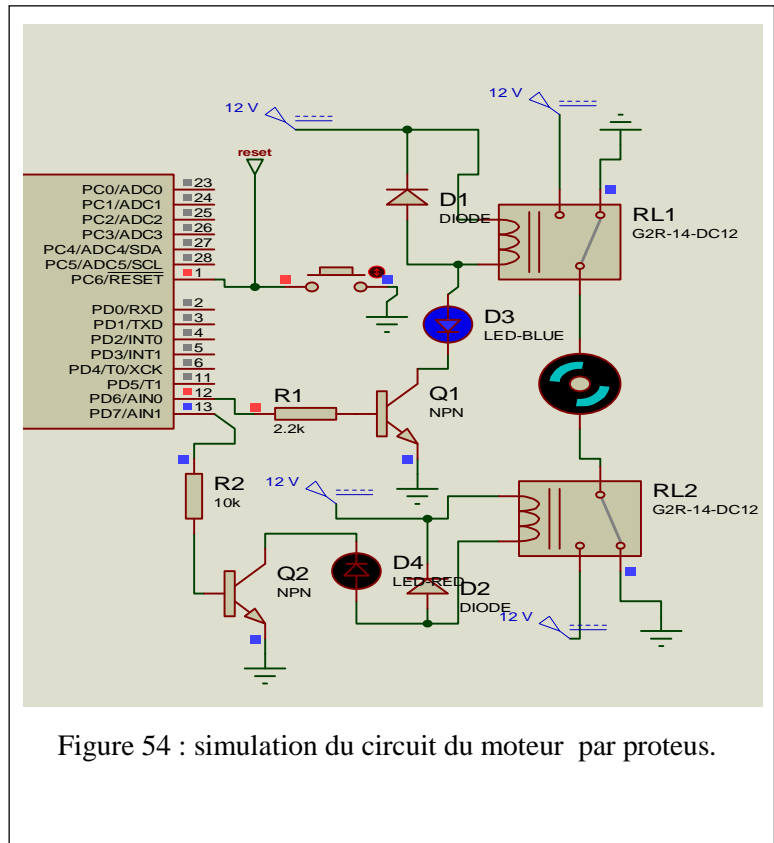 12 V
12 V
reset
PC0/ADC0 23
PC1/ADC1 24
PC2/ADC2 25
PC3/ADC3 26
PC4/ADC4/SDA 27
PC5/ADC5/SCL 28
PC6/RESET 1
PD0/RXD 2
PD1/TXD 3
PD2/INT0 4
PD3/INT1 5
PD4/T0/XCK 6
PD5/T1 11
PD6/AIN0 12
PD7/AIN1 13
D1
DIODE
RL1
G2R-14-DC12
D3
LED-BLUE
R1
2.2k
Q1
NPN
12 V
R2
10k
RL2
G2R-14-DC12
Q2
NPN
D4
LED-RED
D2
DIODE
12 V
Figure 54 : simulation du circuit du moteur par proteus.